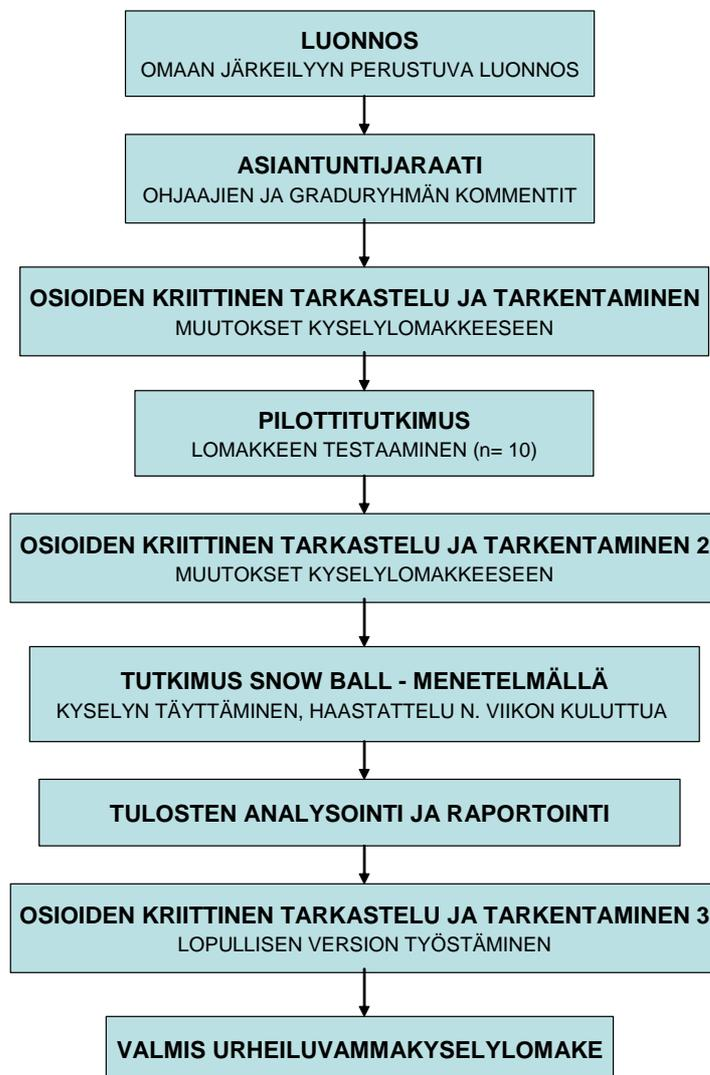 LUONNOS
OMAAN JÄRKEILYYN PERUSTUVA LUONNOS
ASIANTUNTIJARAATI
OHJAAJIEN JA GRADURYHMÄN KOMMENTIT
OSIOIDEN KRIITTINEN TARKASTELU JA TARKENTAMINEN
MUUTOKSET KYSELYLOMAKKEESEEN
PILOTTITUTKIMUS
LOMAKKEEN TESTAAMINEN (n= 10)
OSIOIDEN KRIITTINEN TARKASTELU JA TARKENTAMINEN 2
MUUTOKSET KYSELYLOMAKKEESEEN
TUTKIMUS SNOW BALL - MENETELMÄLLÄ
KYSELYN TÄYTTÄMINEN, HAASTATTELU N. VIIKON KULUTTUA
TULOSTEN ANALYSOINTI JA RAPORTOINTI
OSIOIDEN KRIITTINEN TARKASTELU JA TARKENTAMINEN 3
LOPULLISEN VERSION TYÖSTÄMINEN
VALMIS URHEILUVAMMAKYSELYLOMAKE